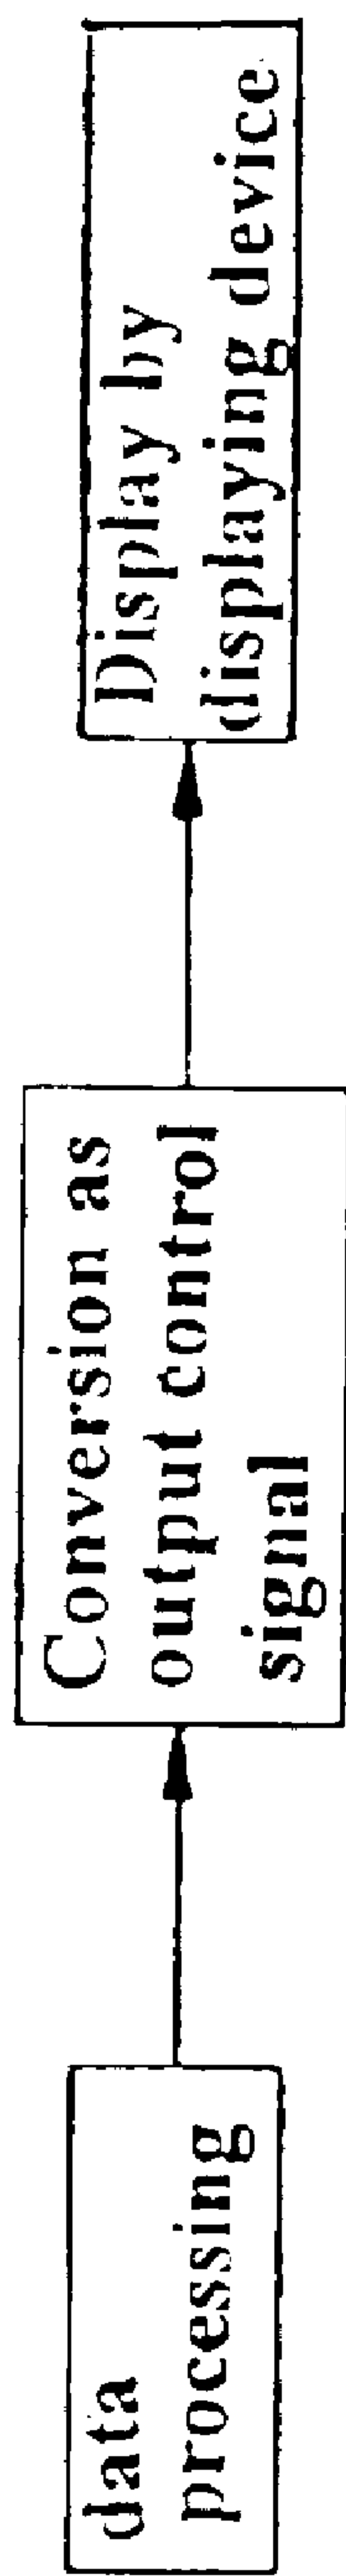 data
processing
Conversion as
output control
signal
Display by
displaying device